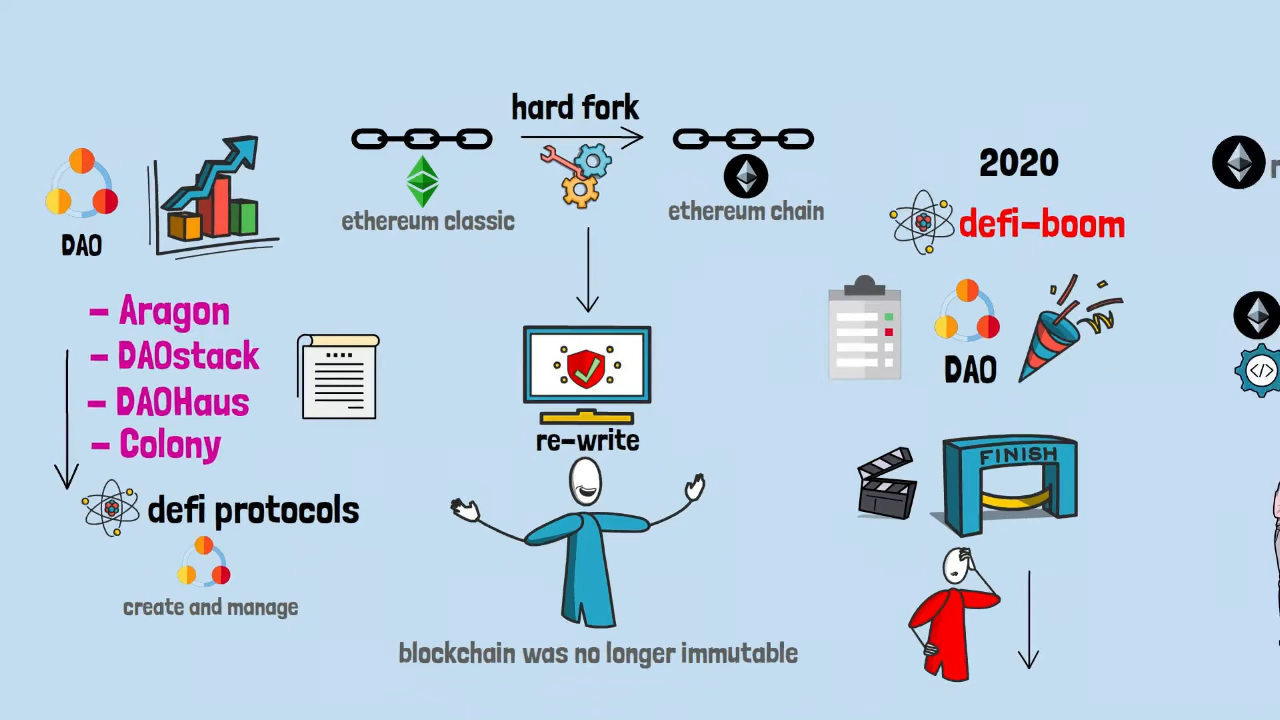 DAO
– Aragon
– DAOstack
– DAOHaus
– Colony
defi protocols
create and manage
hard fork
ethereum classic
ethereum chain
re-write
blockchain was no longer immutable
2020
defi-boom
DAO
FINISH